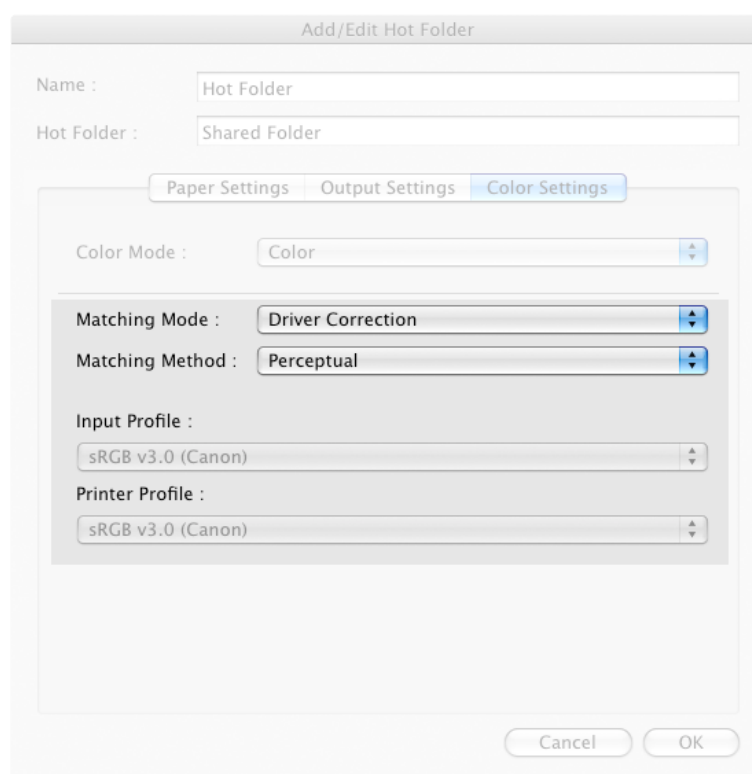 Add/Edit Hot Folder
Name : Hot Folder
Hot Folder : Shared Folder
Paper Settings Output Settings Color Settings
Color Mode : Color
Matching Mode : Driver Correction
Matching Method : Perceptual
Input Profile :
sRGB v3.0 (Canon)
Printer Profile :
sRGB v3.0 (Canon)
Cancel OK